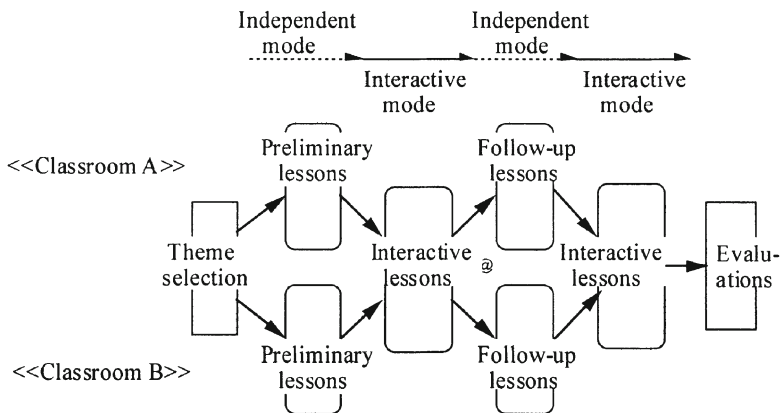 Independent
mode
Independent
mode
Interactive
mode
Interactive
mode
<<Classroom A>>
Preliminary
lessons
Follow-up
lessons
Theme
selection
Interactive
lessons
@
Interactive
lessons
Evalu-
ations
<<Classroom B>>
Preliminary
lessons
Follow-up
lessons